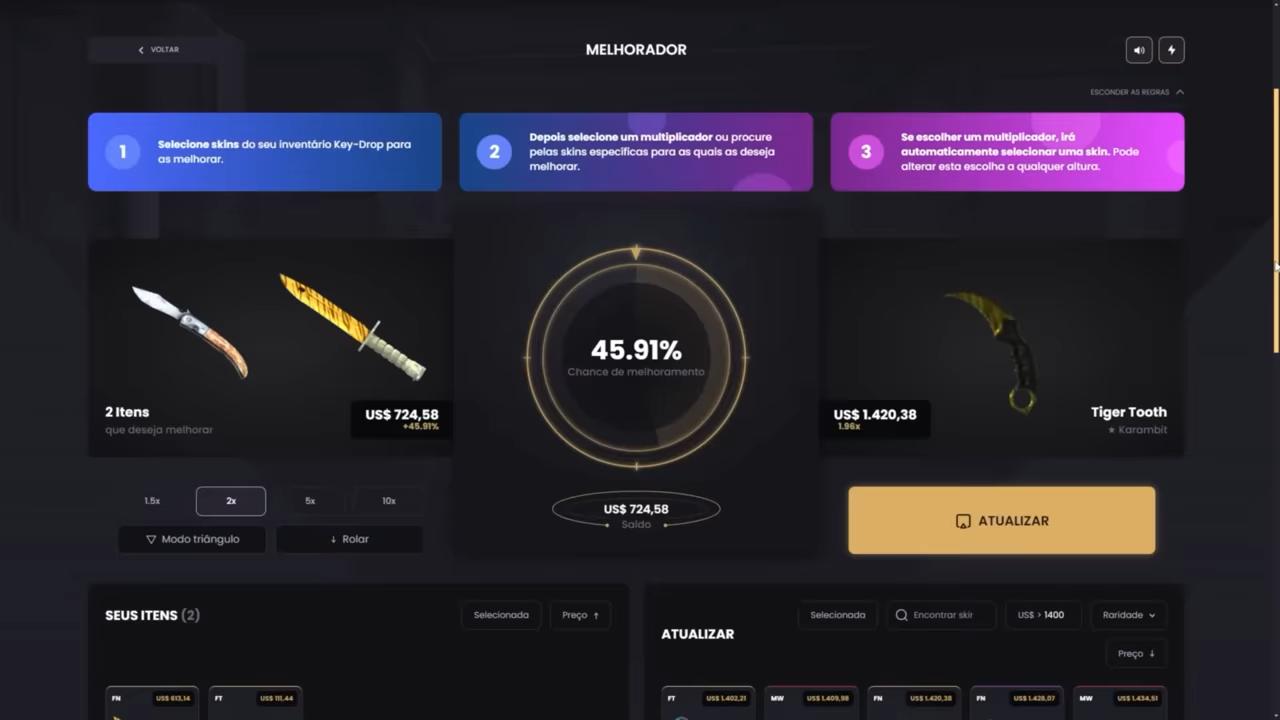 VOLTAR
MELHORADOR
ESCONDER AS REGRAS
1
Selecione skins do seu inventário Key-Drop para
as melhorar.
2
Depois selecione um multiplicador ou procure
pelas skins específicas para as quais as deseja
melhorar.
3
Se escolher um multiplicador, irá
automaticamente selecionar uma skin. Pode
alterar esta escolha a qualquer altura.
2 Itens
que deseja melhorar
US$ 724,58
+45.91%
45.91%
Chance de melhoramento
US$ 1.420,38
1.96x
Tiger Tooth
★ Karambit
1.5x
2x
5x
10x
Modo triângulo
↓ Rolar
US$ 724,58
Saldo
ATUALIZAR
SEUS ITENS (2)
Selecionada
Preço ↑
ATUALIZAR
Selecionada
Encontrar skir
US$ > 1400
Raridade
Preço ↓
FN
US$ 613,14
FT
US$ 111,44
FT
US$ 1.402,21
MW
US$ 1.409,98
FN
US$ 1.420,38
FN
US$ 1.428,07
MW
US$ 1.434,51